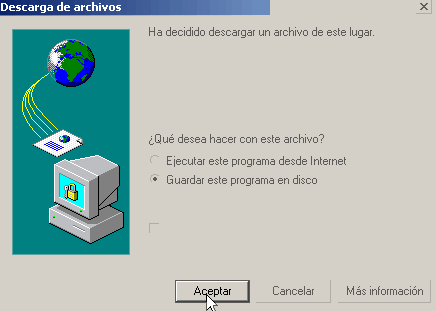 Descarga de archivos
Ha decidido descargar un archivo de este lugar.
¿Qué desea hacer con este archivo?
Ejecutar este programa desde Internet
Guardar este programa en disco
Aceptar
Cancelar
Más información